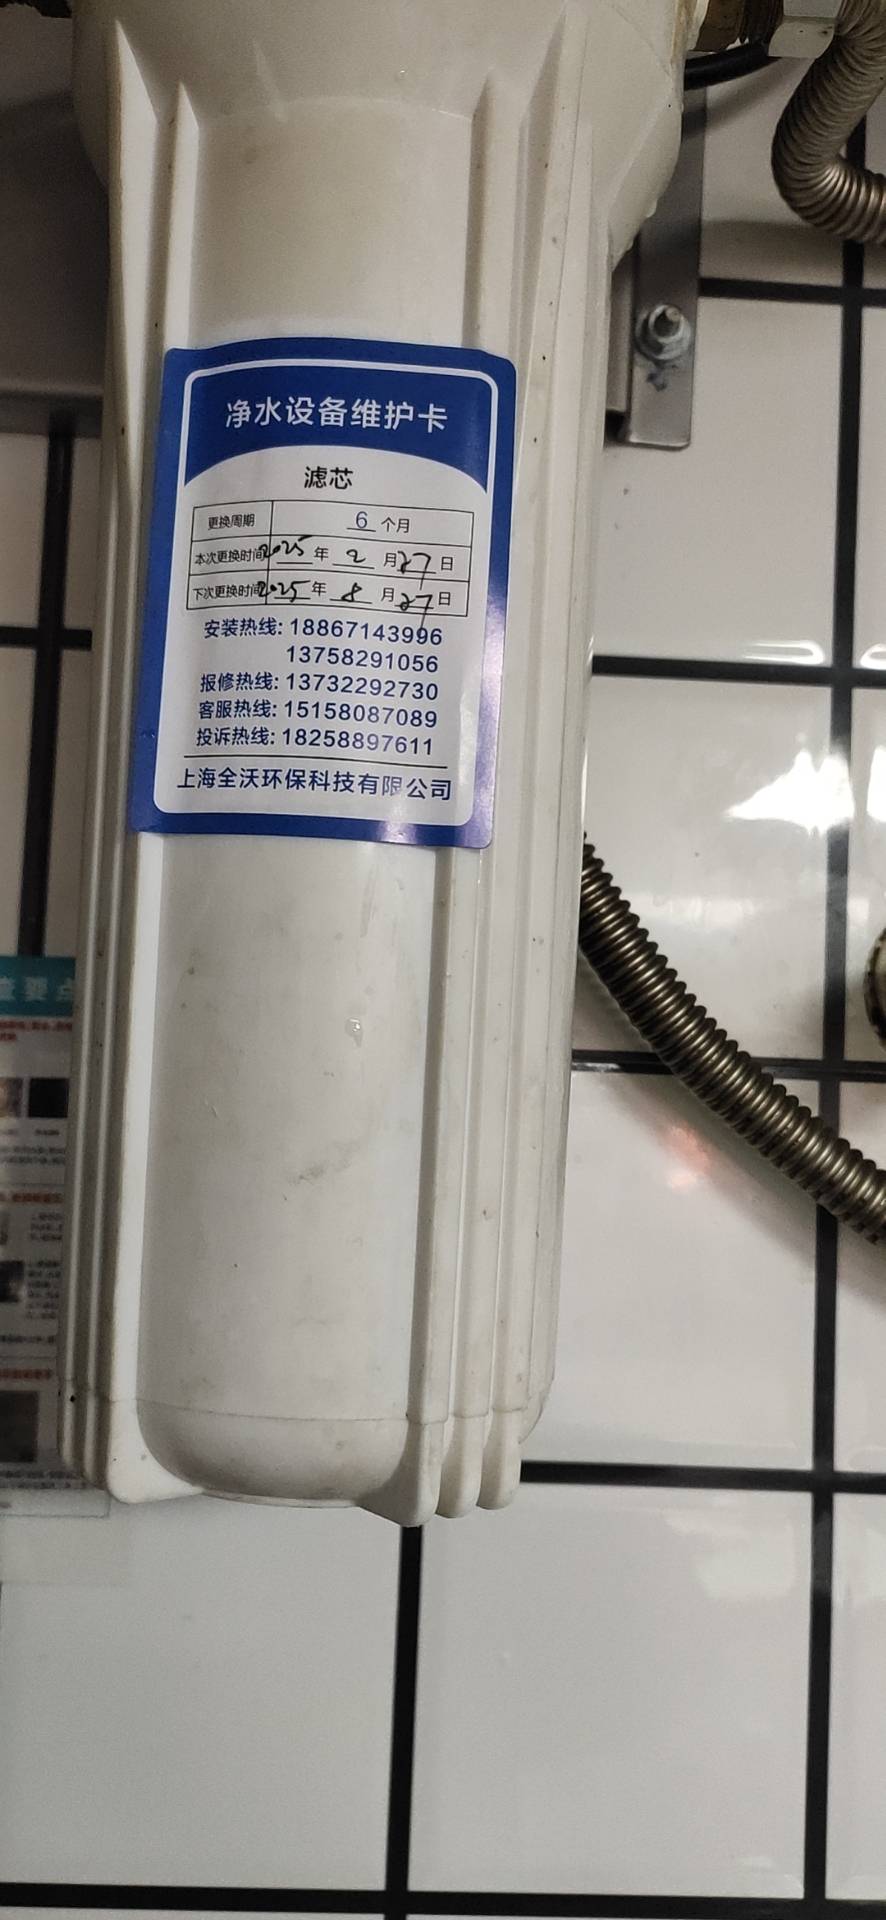 净水设备维护卡
滤芯
更换周期 6 个月
本次更换时间 2025 年 2 月 27 日
下次更换时间 2025 年 8 月 27 日
安装热线: 18867143996
13758291056
报修热线: 13732292730
客服热线: 15158087089
投诉热线: 18258897611
上海全沃环保科技有限公司